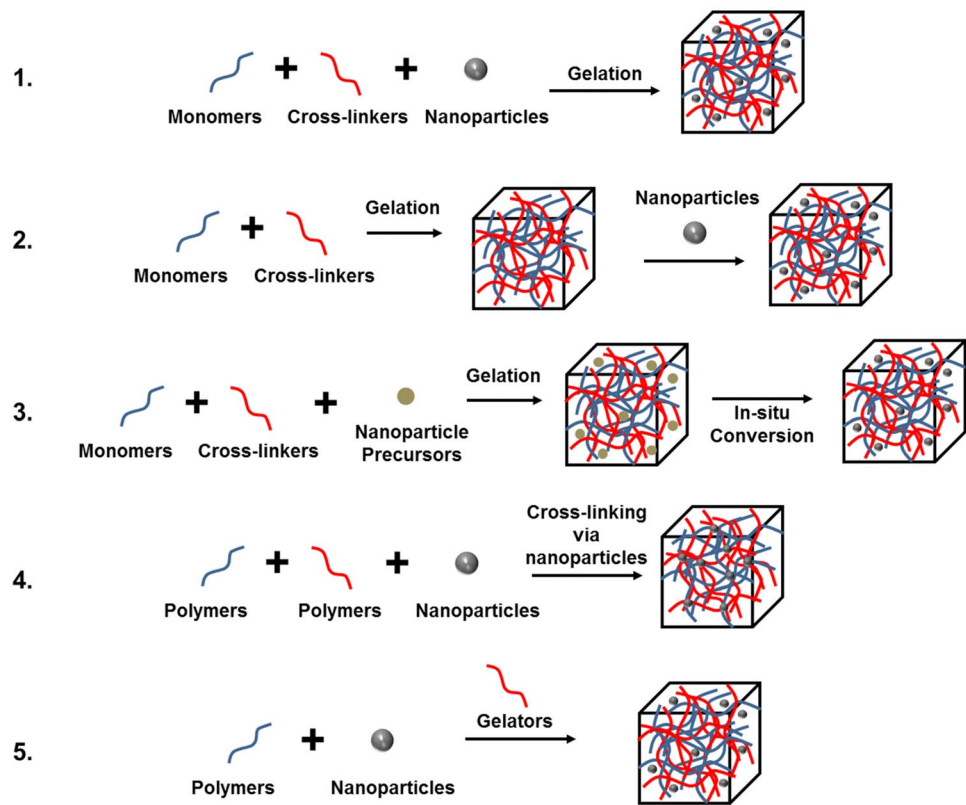 1.
Monomers
Cross-linkers
Nanoparticles
Gelation
2.
Monomers
Cross-linkers
Gelation
Nanoparticles
3.
Monomers
Cross-linkers
Nanoparticle
Precursors
Gelation
In-situ
Conversion
4.
Polymers
Polymers
Nanoparticles
Cross-linking
via
nanoparticles
5.
Polymers
Nanoparticles
Gelators